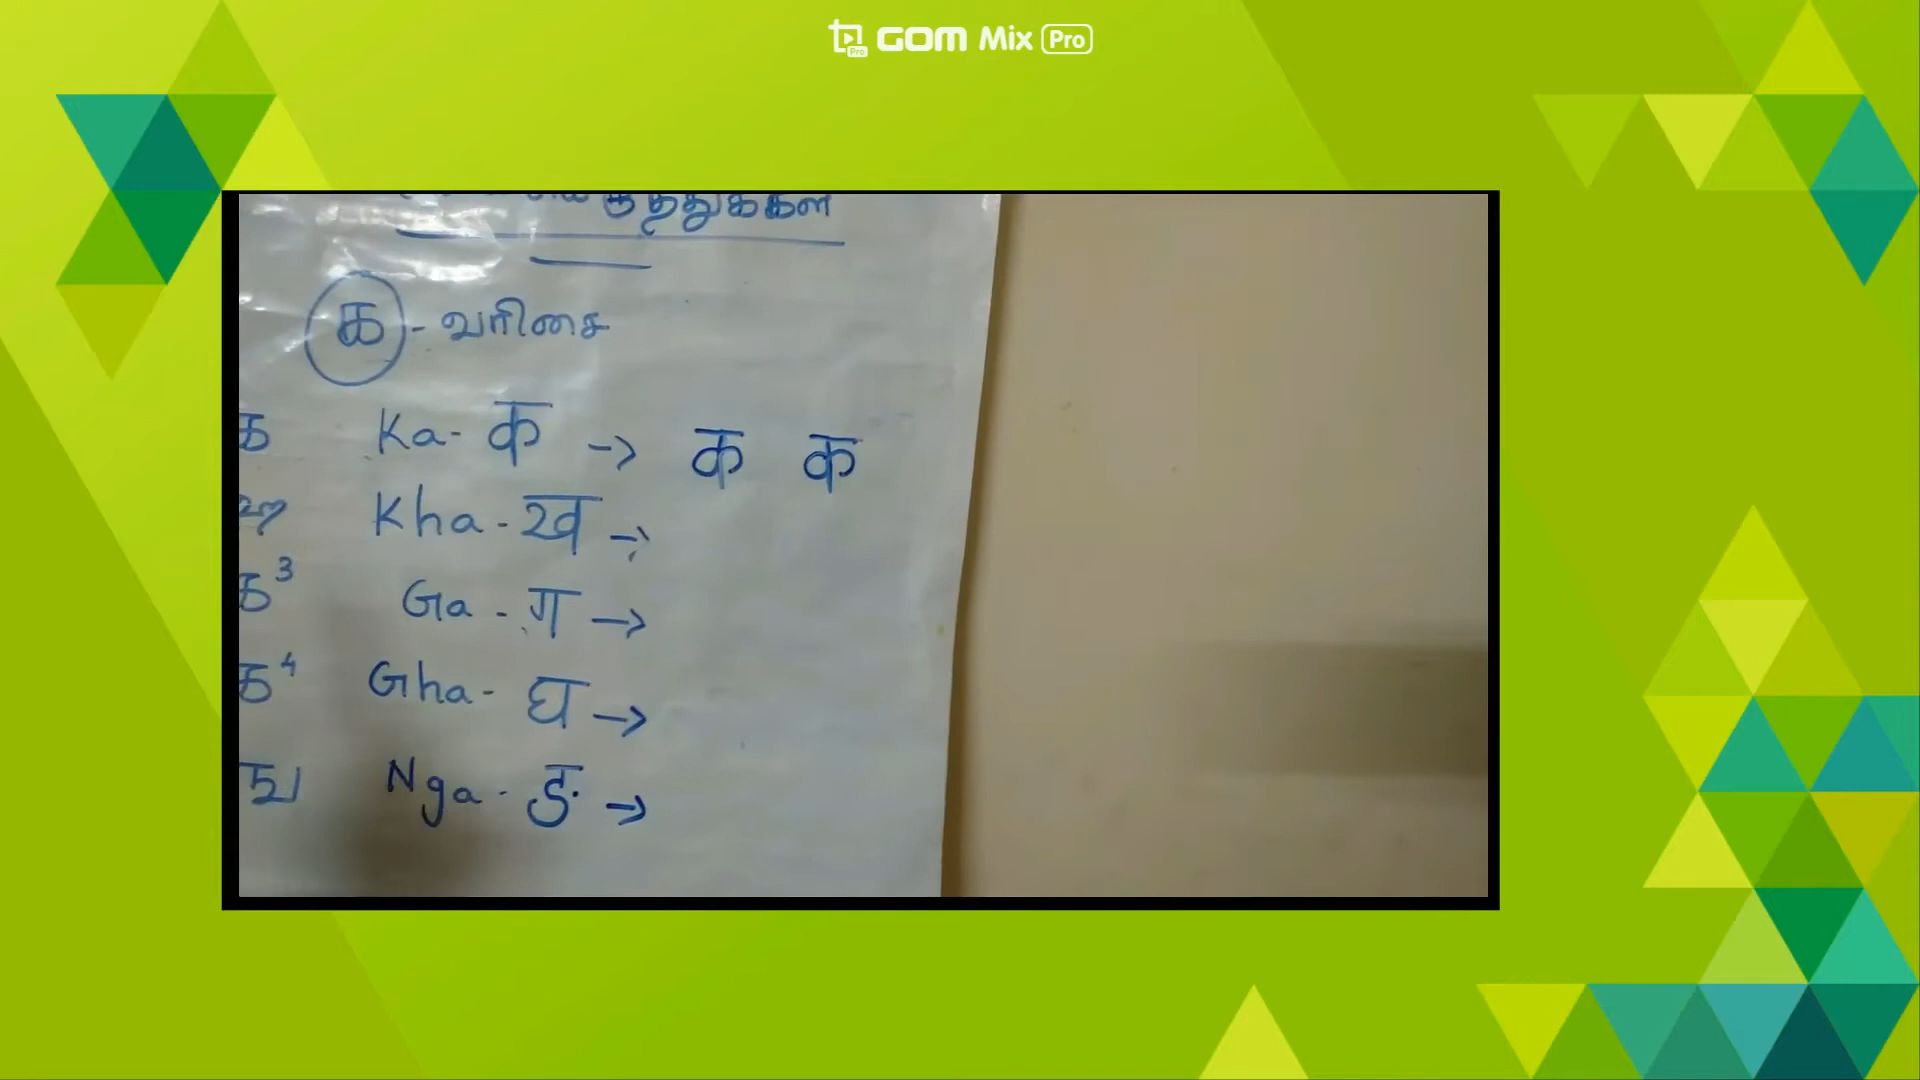 GOM Mix Pro
க - வரிசை
க Ka - क → क क
Kha - ख →
க³ Ga - ग →
க⁴ Gha - घ →
ங Nga - ङ →